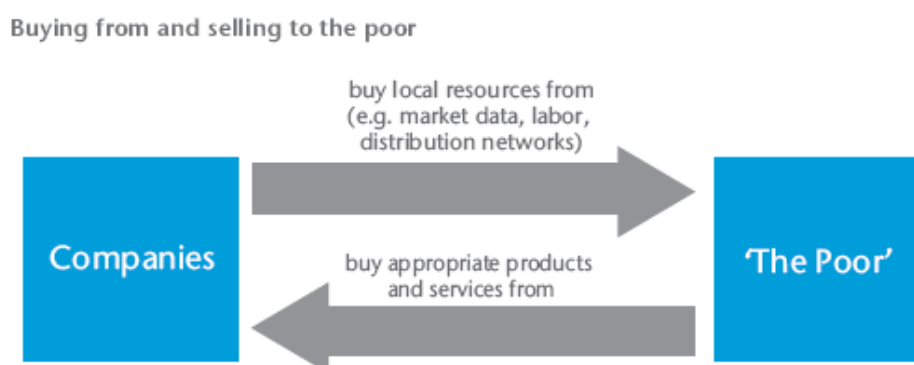 Buying from and selling to the poor
buy local resources from
(e.g. market data, labor,
distribution networks)
Companies
'The Poor'
buy appropriate products
and services from